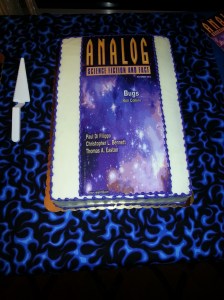 ANALOG
SCIENCE FICTION AND FACT
Bugs
Paul Di Filippo
Christopher L. Bennett
Thomas A. Easton